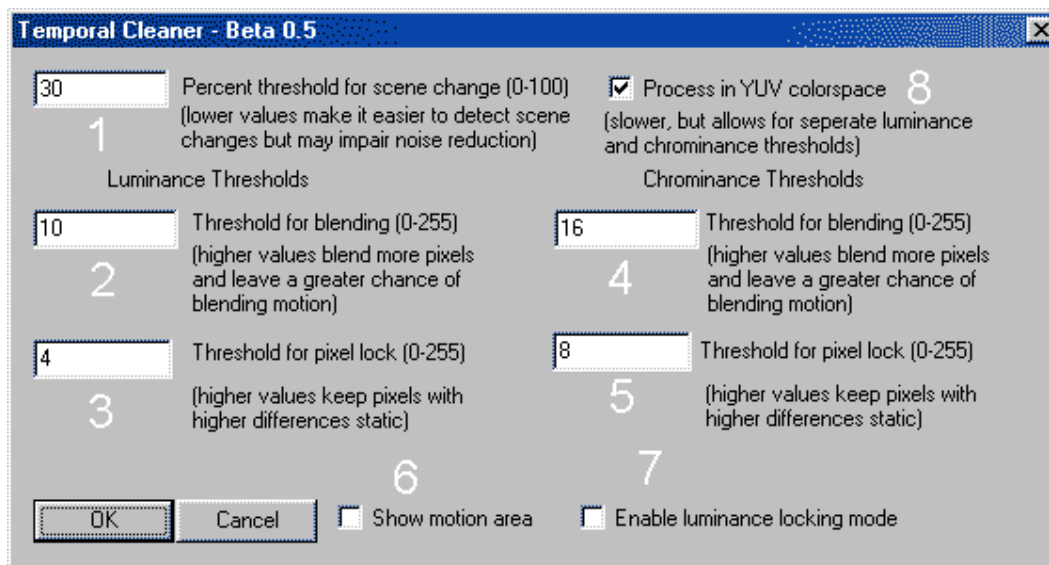 Temporal Cleaner - Beta 0.5
30
Percent threshold for scene change (0-100)
(lower values make it easier to detect scene
changes but may impair noise reduction)
1
Process in YUV colorspace
8
(slower, but allows for seperate luminance
and chrominance thresholds)
Luminance Thresholds
Chrominance Thresholds
10
Threshold for blending (0-255)
(higher values blend more pixels
and leave a greater chance of
blending motion)
2
16
Threshold for blending (0-255)
(higher values blend more pixels
and leave a greater chance of
blending motion)
4
4
Threshold for pixel lock (0-255)
(higher values keep pixels with
higher differences static)
3
8
Threshold for pixel lock (0-255)
(higher values keep pixels with
higher differences static)
5
6
7
OK
Cancel
Show motion area
Enable luminance locking mode